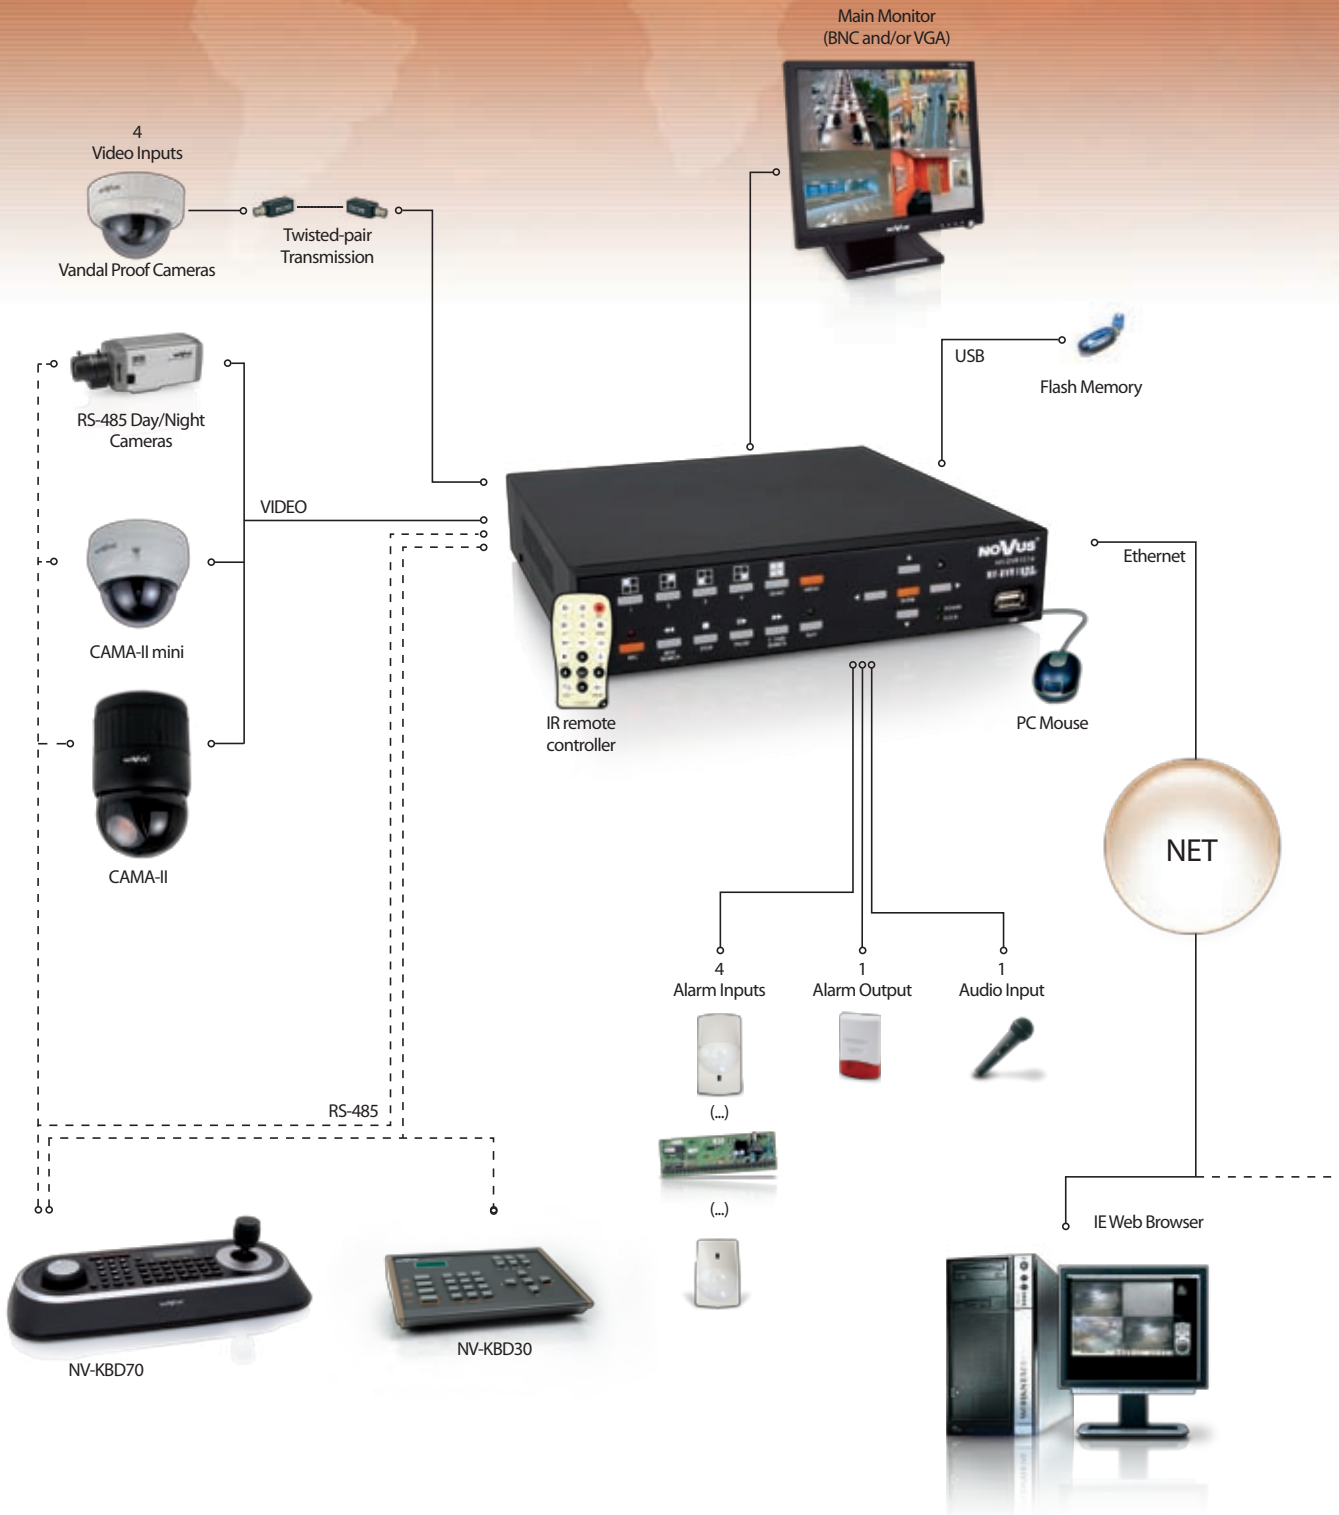 Main Monitor
(BNC and/or VGA)
4
Video Inputs
Twisted-pair
Transmission
Vandal Proof Cameras
NOVUS
USB
Flash Memory
RS-485 Day/Night
Cameras
VIDEO
NOVUS
Ethernet
CAMA-II mini
IR remote
controller
PC Mouse
NET
CAMA-II
4
Alarm Inputs
1
Alarm Output
1
Audio Input
RS-485
(...)
(...)
IE Web Browser
NV-KBD30
NV-KBD70